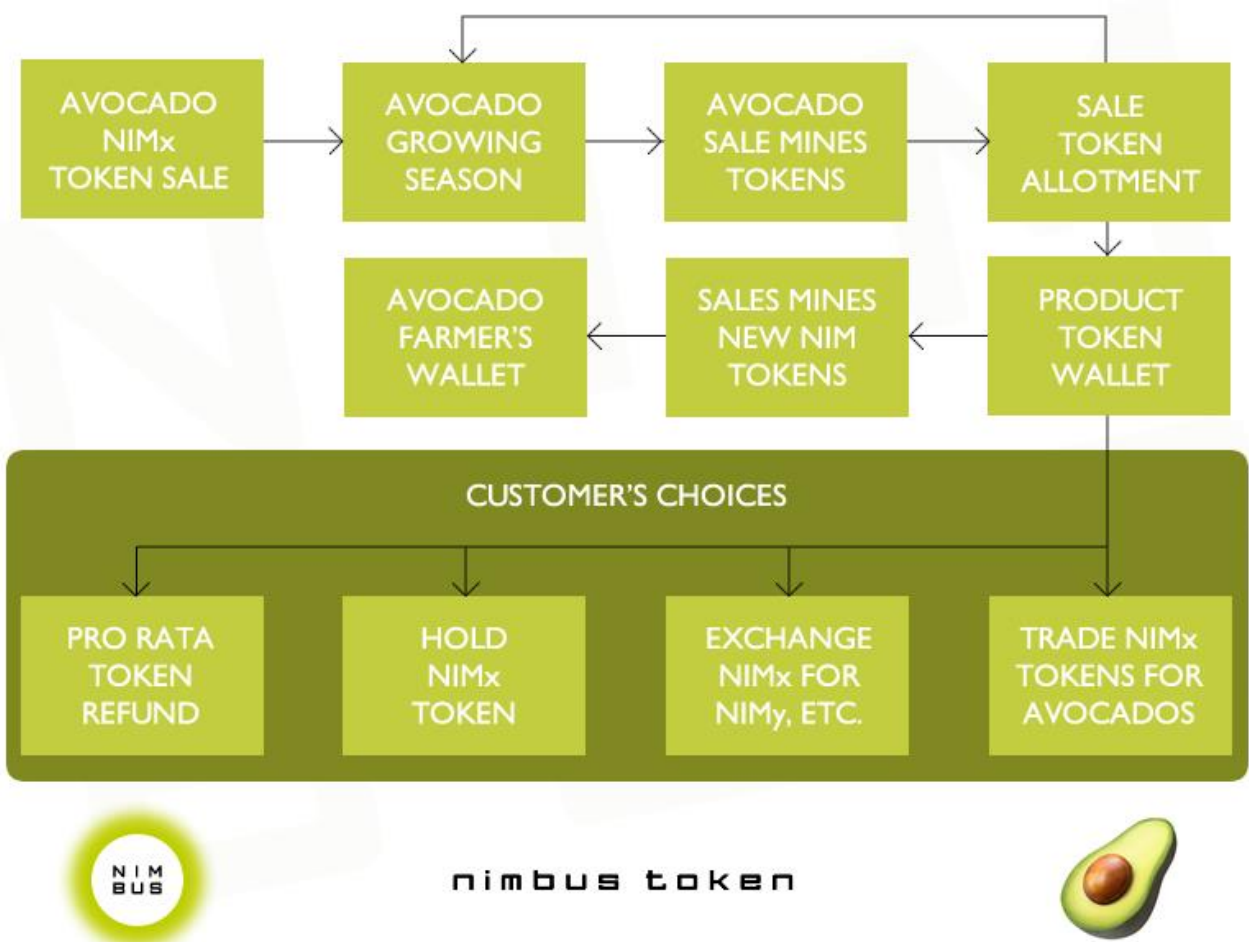 AVOCADO
NIMx
TOKEN SALE
AVOCADO
GROWING
SEASON
AVOCADO
SALE MINES
TOKENS
SALE
TOKEN
ALLOTMENT
AVOCADO
FARMER'S
WALLET
SALES MINES
NEW NIM
TOKENS
PRODUCT
TOKEN
WALLET
CUSTOMER'S CHOICES
PRO RATA
TOKEN
REFUND
HOLD
NIMx
TOKEN
EXCHANGE
NIMx FOR
NIMy, ETC.
TRADE NIMx
TOKENS FOR
AVOCADOS
NIM
BUS
nimbus token